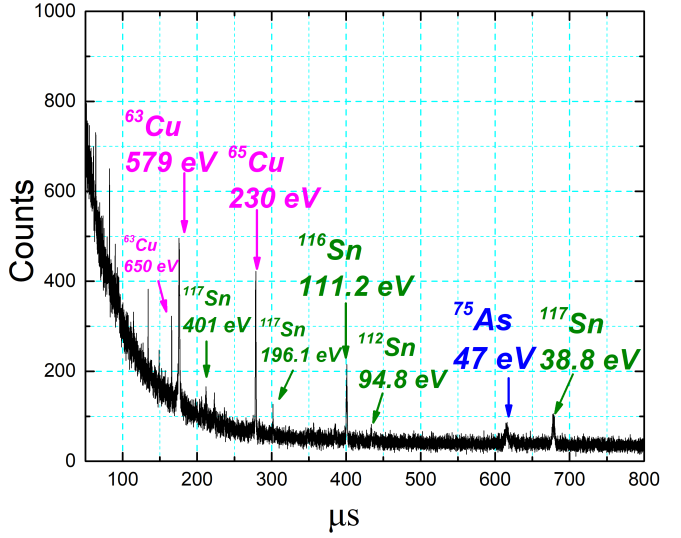 1000
800
600
400
200
0
Counts
⁶³Cu
579 eV
⁶⁵Cu
230 eV
⁶³Cu
650 eV
¹¹⁷Sn
401 eV
¹¹⁷Sn
196.1 eV
¹¹⁶Sn
111.2 eV
¹¹²Sn
94.8 eV
⁷⁵As
47 eV
¹¹⁷Sn
38.8 eV
100 200 300 400 500 600 700 800
μs